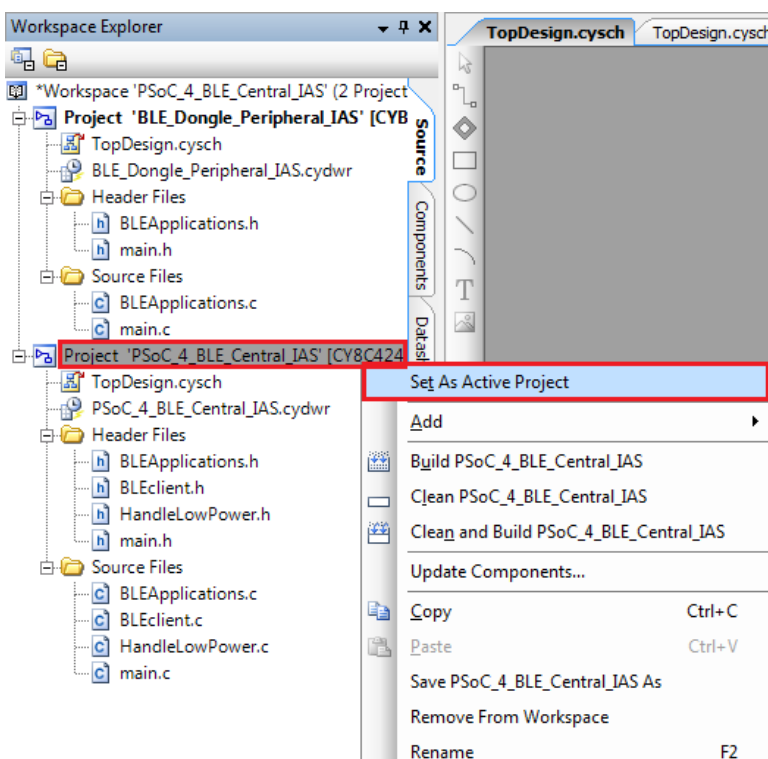 Workspace Explorer
TopDesign.cysch
TopDesign.cysch
*Workspace 'PSoC_4_BLE_Central_IAS' (2 Project
Project 'BLE_Dongle_Peripheral_IAS' [CYB
TopDesign.cysch
BLE_Dongle_Peripheral_IAS.cydwr
Header Files
BLEApplications.h
main.h
Source Files
BLEApplications.c
main.c
Project 'PSoC_4_BLE_Central_IAS' [CY8C424
TopDesign.cysch
PSoC_4_BLE_Central_IAS.cydwr
Header Files
BLEApplications.h
BLEclient.h
HandleLowPower.h
main.h
Source Files
BLEApplications.c
BLEclient.c
HandleLowPower.c
main.c
Source
Components
Datash
Set As Active Project
Add
Build PSoC_4_BLE_Central_IAS
Clean PSoC_4_BLE_Central_IAS
Clean and Build PSoC_4_BLE_Central_IAS
Update Components...
Copy Ctrl+C
Paste Ctrl+V
Save PSoC_4_BLE_Central_IAS As
Remove From Workspace
Rename F2